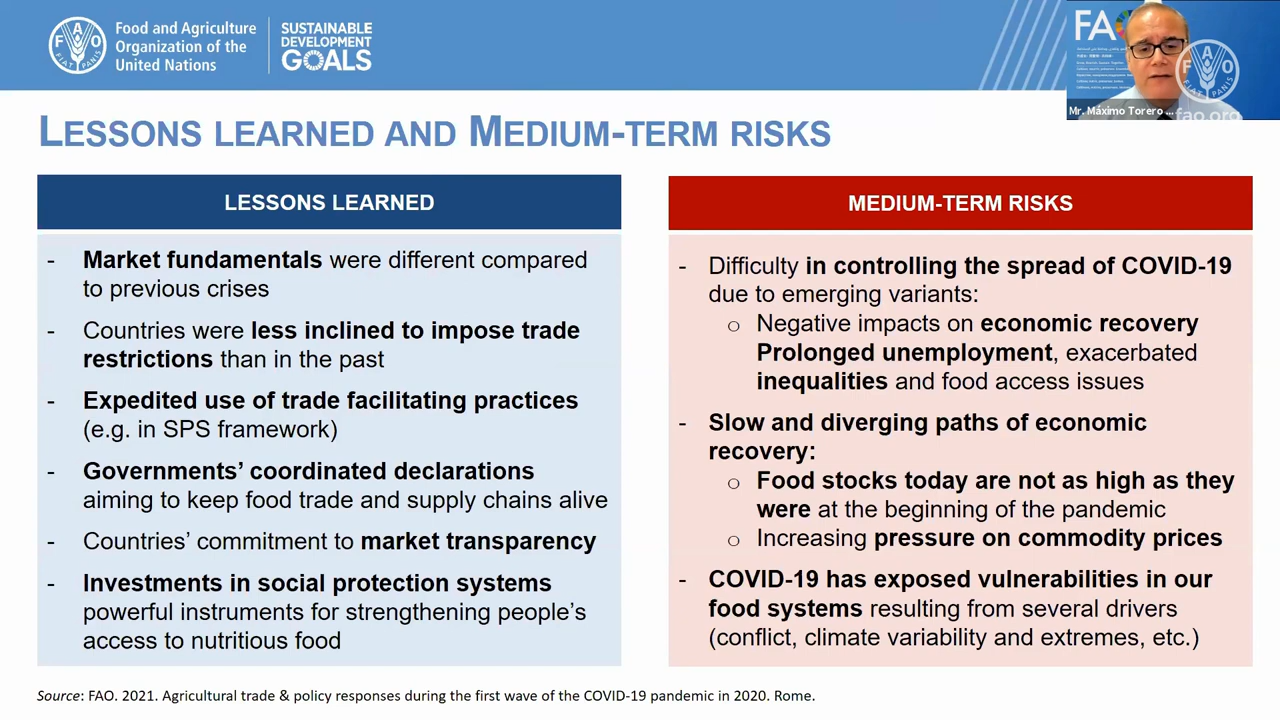 Food and Agriculture
Organization of the
United Nations
SUSTAINABLE
DEVELOPMENT
GOALS
F A O
FIAT PANIS
FAO
Mr. Máximo Torero ...
F A O
FIAT PANIS
fao.org
LESSONS LEARNED AND MEDIUM-TERM RISKS
LESSONS LEARNED
- Market fundamentals were different compared
to previous crises
- Countries were less inclined to impose trade
restrictions than in the past
- Expedited use of trade facilitating practices
(e.g. in SPS framework)
- Governments’ coordinated declarations
aiming to keep food trade and supply chains alive
- Countries’ commitment to market transparency
- Investments in social protection systems
powerful instruments for strengthening people’s
access to nutritious food
MEDIUM-TERM RISKS
- Difficulty in controlling the spread of COVID-19
due to emerging variants:
o Negative impacts on economic recovery
Prolonged unemployment, exacerbated
inequalities and food access issues
- Slow and diverging paths of economic
recovery:
o Food stocks today are not as high as they
were at the beginning of the pandemic
o Increasing pressure on commodity prices
- COVID-19 has exposed vulnerabilities in our
food systems resulting from several drivers
(conflict, climate variability and extremes, etc.)
Source: FAO. 2021. Agricultural trade & policy responses during the first wave of the COVID-19 pandemic in 2020. Rome.